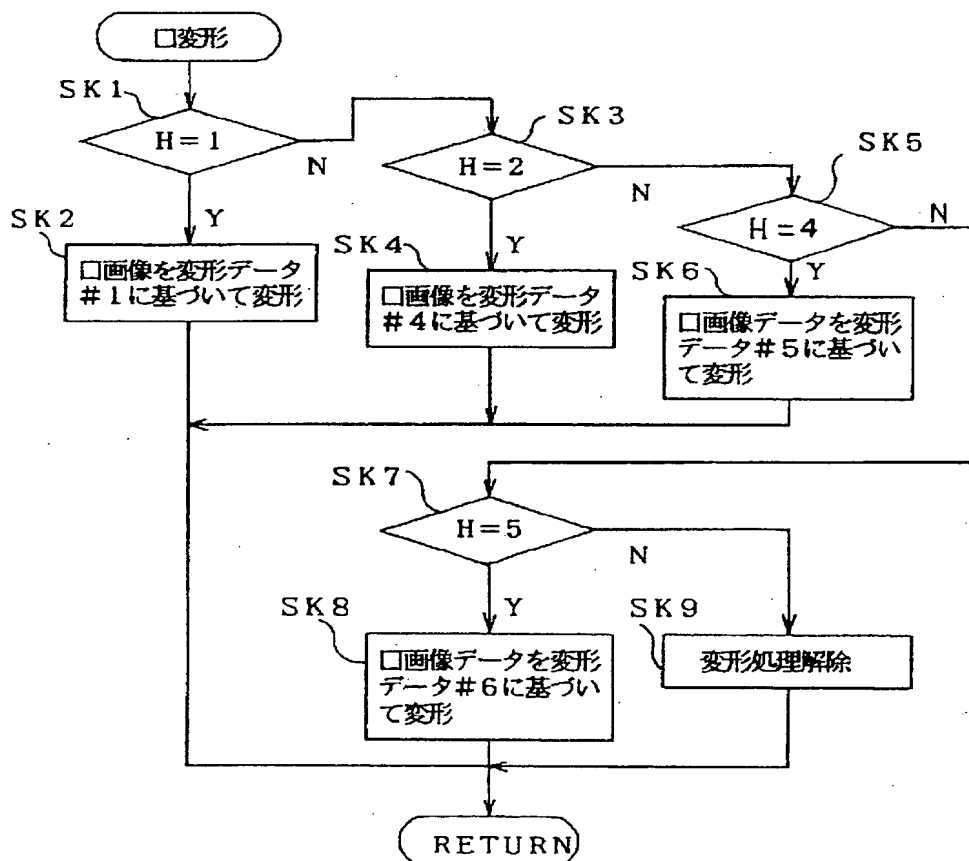 口変形
SK1
H=1
N
Y
SK2
口画像を変形データ
#1に基づいて変形
SK3
H=2
N
Y
SK4
口画像を変形データ
#4に基づいて変形
SK5
H=4
N
Y
SK6
口画像データを変形
データ#5に基づい
て変形
SK7
H=5
N
Y
SK8
口画像データを変形
データ#6に基づい
て変形
SK9
変形処理解除
RETURN